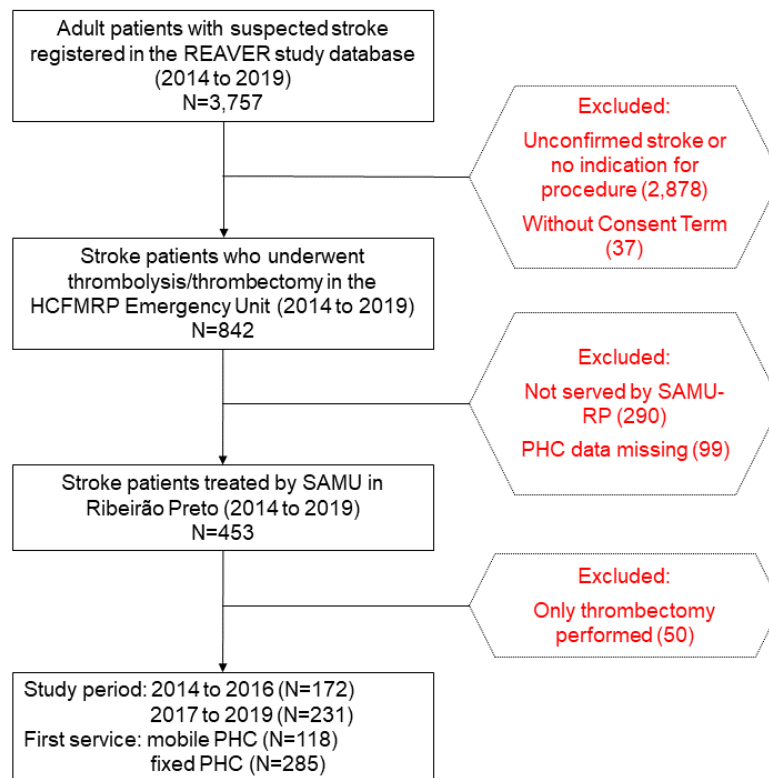 Adult patients with suspected stroke
registered in the REAVER study database
(2014 to 2019)
N=3,757
Excluded:
Unconfirmed stroke or
no indication for
procedure (2,878)
Without Consent Term
(37)
Stroke patients who underwent
thrombolysis/thrombectomy in the
HCFMRP Emergency Unit (2014 to 2019)
N=842
Excluded:
Not served by SAMU-
RP (290)
PHC data missing (99)
Stroke patients treated by SAMU in
Ribeirão Preto (2014 to 2019)
N=453
Excluded:
Only thrombectomy
performed (50)
Study period: 2014 to 2016 (N=172)
2017 to 2019 (N=231)
First service: mobile PHC (N=118)
fixed PHC (N=285)